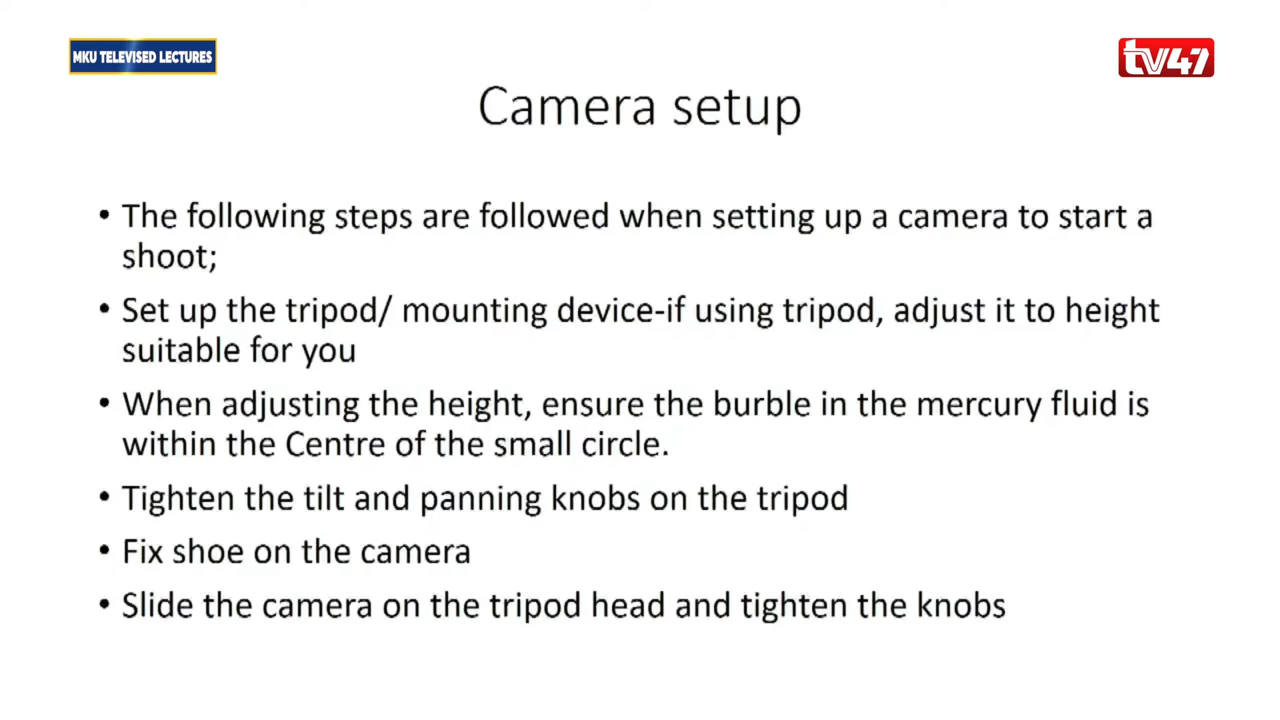 MKU TELEVISED LECTURES
tv47
Camera setup
• The following steps are followed when setting up a camera to start a
shoot;
• Set up the tripod/ mounting device-if using tripod, adjust it to height
suitable for you
• When adjusting the height, ensure the burble in the mercury fluid is
within the Centre of the small circle.
• Tighten the tilt and panning knobs on the tripod
• Fix shoe on the camera
• Slide the camera on the tripod head and tighten the knobs